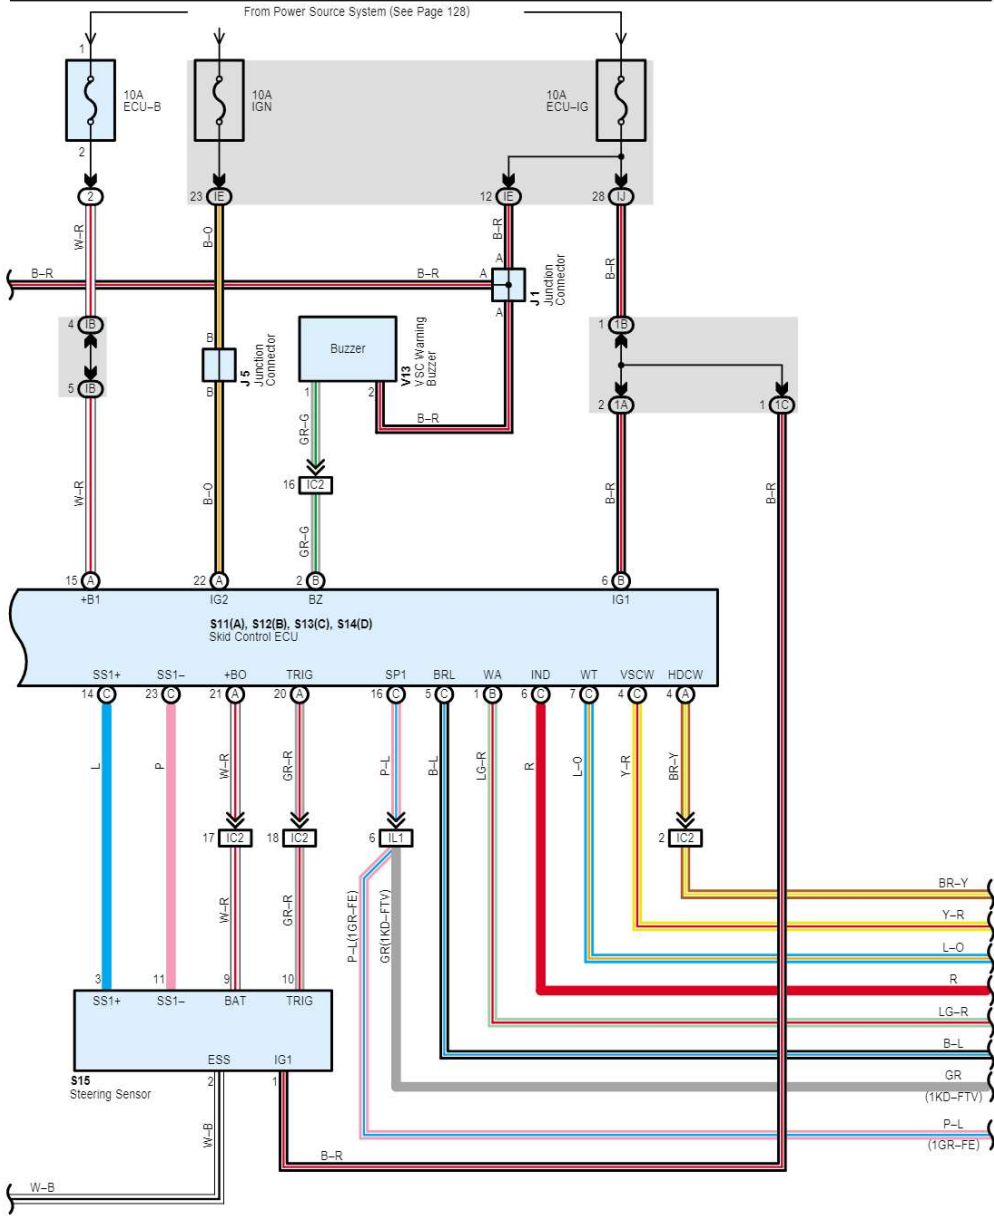 From Power Source System (See Page 128)
1
10A
ECU–B
10A
IGN
10A
ECU–IG
2
2
23 IE
12 IE
28 IJ
W–R
B–O
B–R
B–R
B–R
B–R
A
A
A
J 1
Junction
Connector
4 IB
5 IB
B
B
J 5
Junction
Connector
Buzzer
1
2
V13
VSC Warning
Buzzer
1 1B
2 1A
1 1C
B–R
GR–G
16 IC2
W–R
B–O
GR–G
B–R
B–R
15 A
22 A
2 B
6 B
+B1
IG2
BZ
IG1
S11(A), S12(B), S13(C), S14(D)
Skid Control ECU
SS1+
SS1–
+BO
TRIG
SP1
BRL
WA
IND
WT
VSCW
HDCW
14 C
23 C
21 A
20 A
16 C
5 C
1 B
6 C
7 C
4 C
4 A
L
P
W–R
GR–R
P–L
B–L
LG–R
R
L–O
Y–R
BR–Y
17 IC2
18 IC2
6 IL1
2 IC2
W–R
GR–R
P–L(1GR–FE)
GR(1KD–FTV)
BR–Y
Y–R
L–O
R
LG–R
B–L
GR
(1KD–FTV)
P–L
(1GR–FE)
3
11
9
10
SS1+
SS1–
BAT
TRIG
ESS
IG1
S15
Steering Sensor
2
1
W–B
B–R
W–B